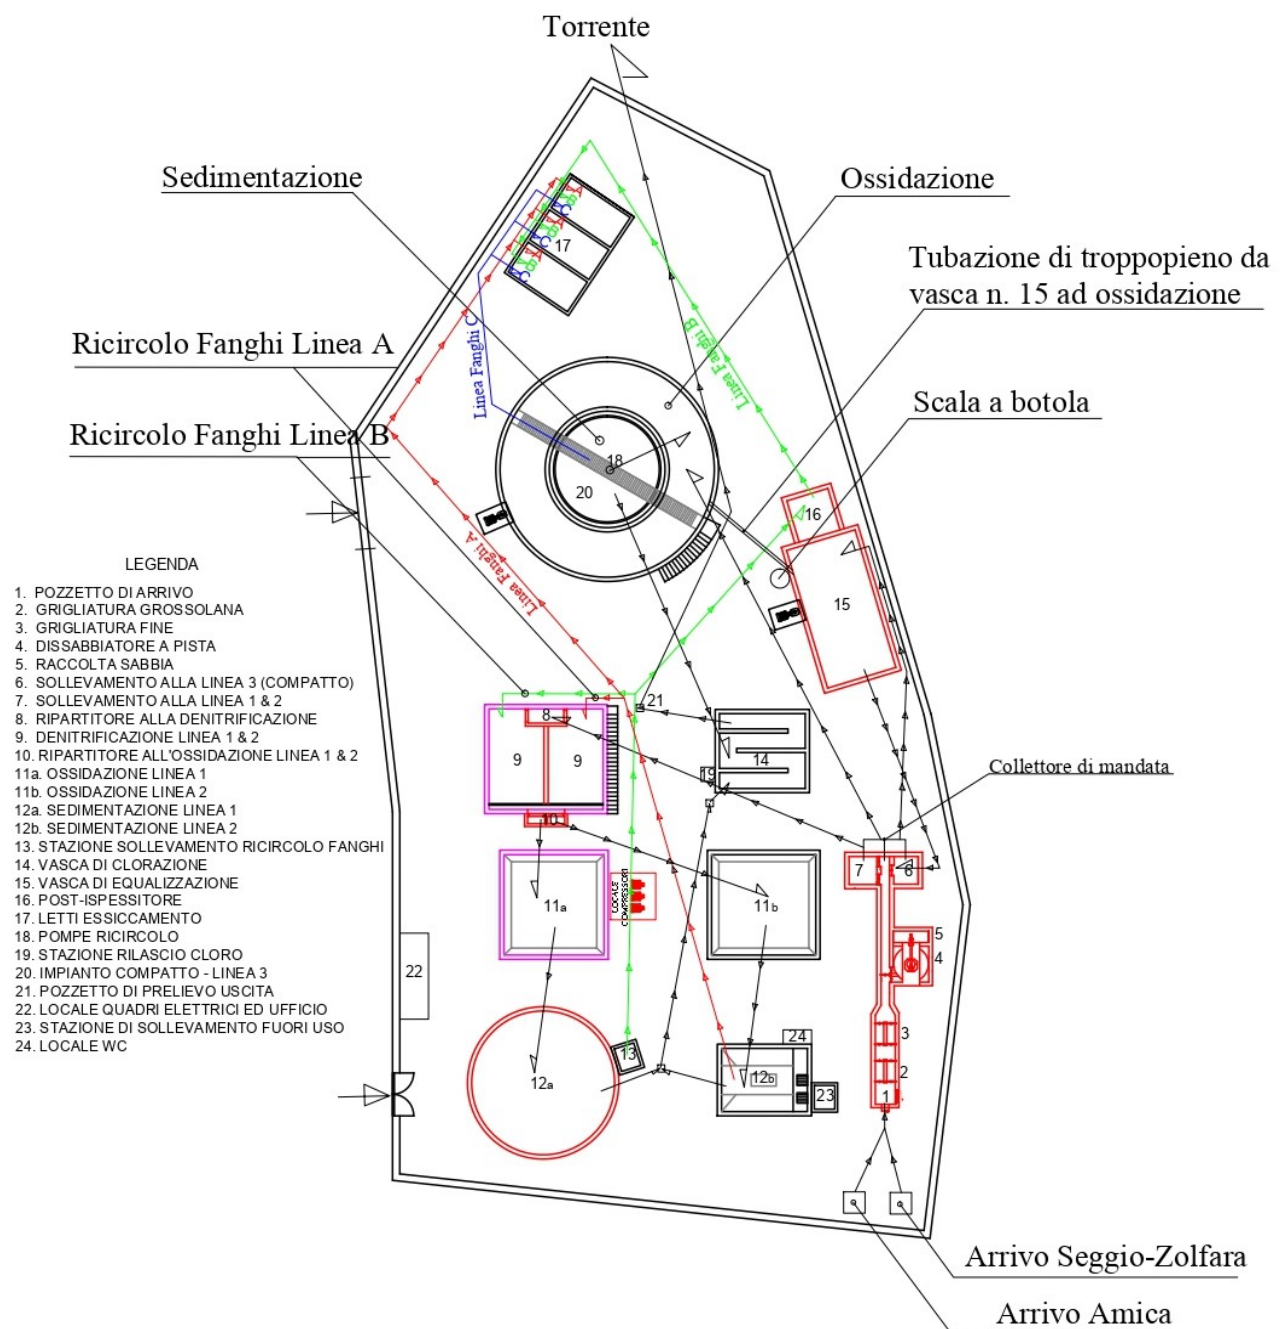 Torrente
Sedimentazione
Ossidazione
Tubazione di troppopieno da
vasca n. 15 ad ossidazione
Ricircolo Fanghi Linea A
Scala a botola
Ricircolo Fanghi Linea B
Linea Fanghi C
Linea Fanghi B
Linea Fanghi A
A
B
C
A
B
C
A
B
C
17
18
20
16
15
LEGENDA
1. POZZETTO DI ARRIVO
2. GRIGLIATURA GROSSOLANA
3. GRIGLIATURA FINE
4. DISSABBIATORE A PISTA
5. RACCOLTA SABBIA
6. SOLLEVAMENTO ALLA LINEA 3 (COMPATTO)
7. SOLLEVAMENTO ALLA LINEA 1 & 2
8. RIPARTITORE ALLA DENITRIFICAZIONE
9. DENITRIFICAZIONE LINEA 1 & 2
10. RIPARTITORE ALL'OSSIDAZIONE LINEA 1 & 2
11a. OSSIDAZIONE LINEA 1
11b. OSSIDAZIONE LINEA 2
12a. SEDIMENTAZIONE LINEA 1
12b. SEDIMENTAZIONE LINEA 2
13. STAZIONE SOLLEVAMENTO RICIRCOLO FANGHI
14. VASCA DI CLORAZIONE
15. VASCA DI EQUALIZZAZIONE
16. POST-ISPESSITORE
17. LETTI ESSICCAMENTO
18. POMPE RICIRCOLO
19. STAZIONE RILASCIO CLORO
20. IMPIANTO COMPATTO - LINEA 3
21. POZZETTO DI PRELIEVO USCITA
22. LOCALE QUADRI ELETTRICI ED UFFICIO
23. STAZIONE DI SOLLEVAMENTO FUORI USO
24. LOCALE WC
21
8
9
9
14
19
Collettore di mandata
10
7
6
LOCALE
COMPRESSORI
11a
11b
5
4
22
3
24
13
12a
12b
2
23
1
Arrivo Seggio-Zolfara
Arrivo Amica